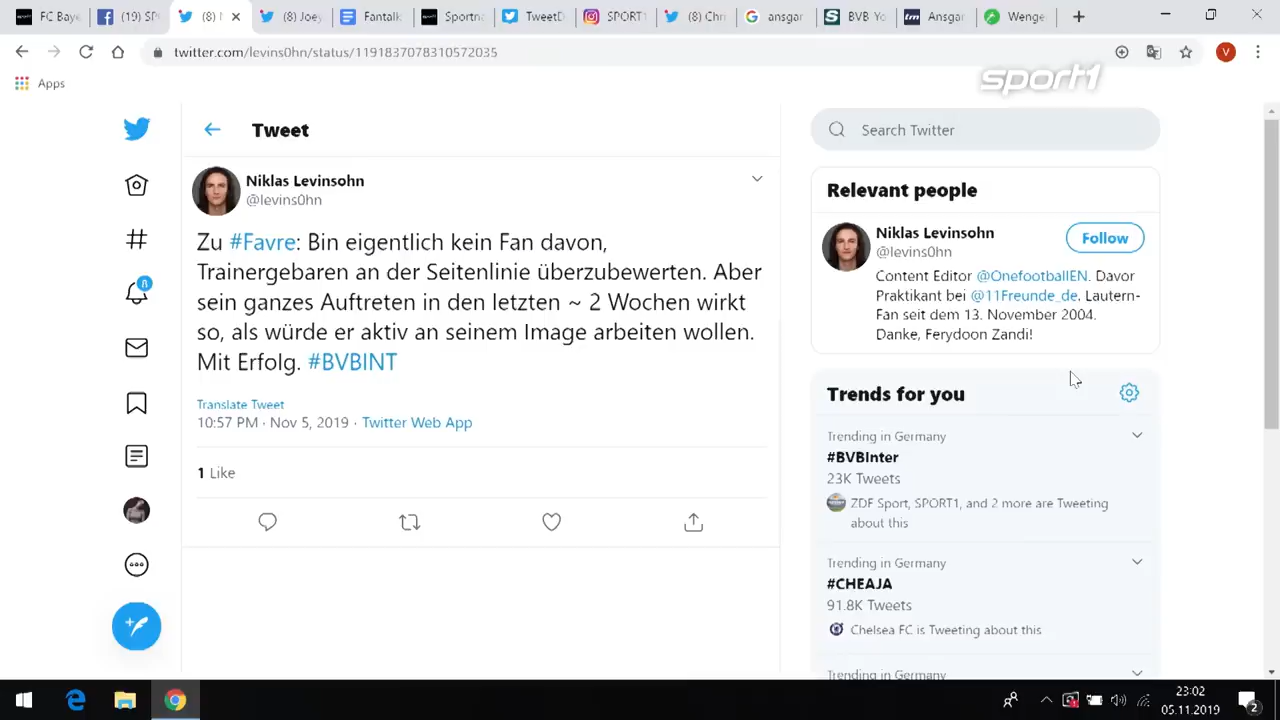 FC Baye
(19) SP
(8) N
(8) Joey
Fantalk
Sportno
TweetD
SPORT
(8) Chr
ansgar
BVB Yo
Ansgar
Wenge
twitter.com/levins0hn/status/1191837078310572035
V
Apps
sport1
Tweet
Niklas Levinsohn
@levins0hn
Zu #Favre: Bin eigentlich kein Fan davon,
Trainergebaren an der Seitenlinie überzubewerten. Aber
sein ganzes Auftreten in den letzten ~ 2 Wochen wirkt
so, als würde er aktiv an seinem Image arbeiten wollen.
Mit Erfolg. #BVBINT
Translate Tweet
10:57 PM · Nov 5, 2019 · Twitter Web App
1 Like
8
Search Twitter
Relevant people
Niklas Levinsohn
@levins0hn
Follow
Content Editor @OnefootballEN. Davor
Praktikant bei @11Freunde_de. Lautern-
Fan seit dem 13. November 2004.
Danke, Ferydoon Zandi!
Trends for you
Trending in Germany
#BVBInter
23K Tweets
ZDF Sport, SPORT1, and 2 more are Tweeting
about this
Trending in Germany
#CHEAJA
91.8K Tweets
Chelsea FC is Tweeting about this
Trending in Germany
23:02
05.11.2019
2